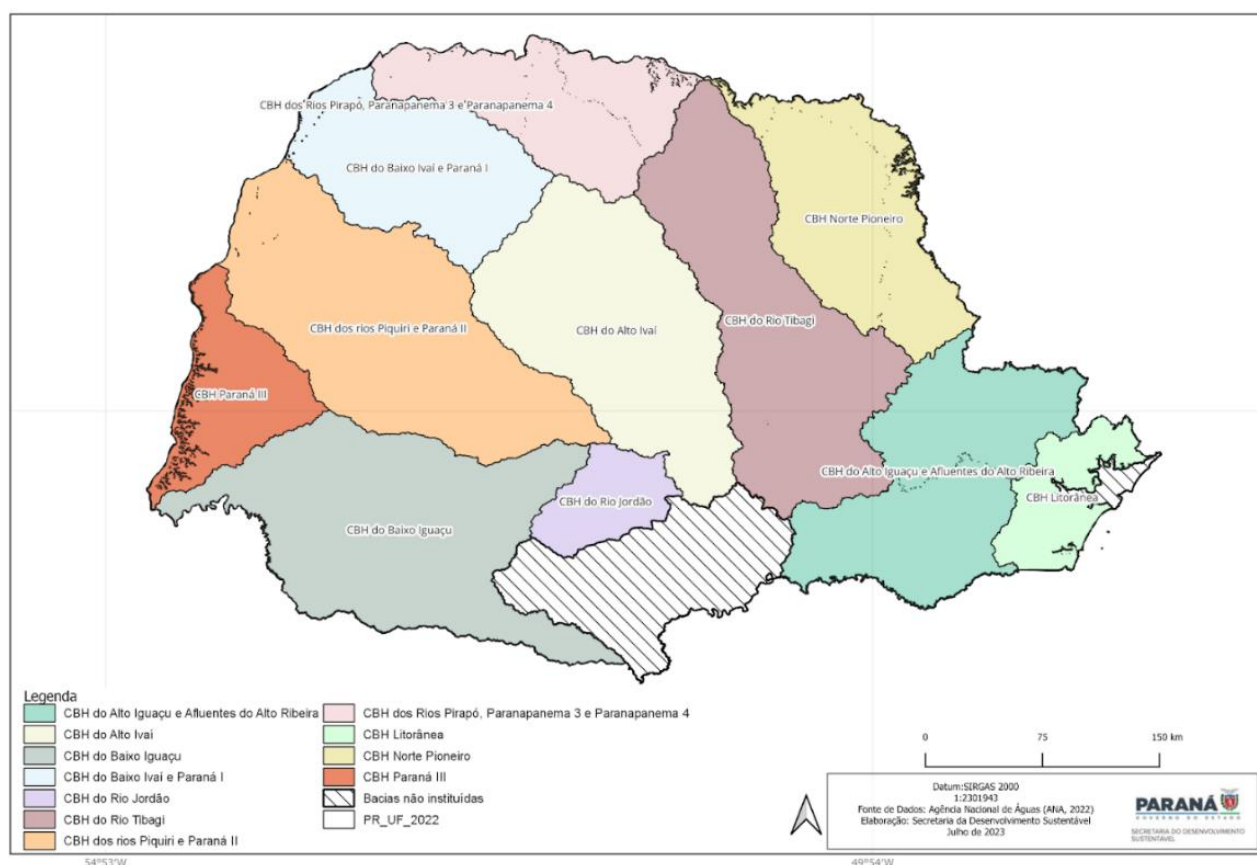 CBH dos Rios Pirapó, Paranapanema 3 e Paranapanema 4
CBH do Baixo Ivaí e Paraná I
CBH Norte Pioneiro
CBH dos rios Piquiri e Paraná II
CBH do Alto Ivaí
CBH do Rio Tibagi
CBH Paraná III
CBH do Alto Iguaçu e Afluentes do Alto Ribeira
CBH Litorânea
CBH do Rio Jordão
CBH do Baixo Iguaçu
Legenda
CBH do Alto Iguaçu e Afluentes do Alto Ribeira
CBH do Alto Ivaí
CBH do Baixo Iguaçu
CBH do Baixo Ivaí e Paraná I
CBH do Rio Jordão
CBH do Rio Tibagi
CBH dos rios Piquiri e Paraná II
CBH dos Rios Pirapó, Paranapanema 3 e Paranapanema 4
CBH Litorânea
CBH Norte Pioneiro
CBH Paraná III
Bacias não instituídas
PR_UF_2022
0 75 150 km
Datum:SIRGAS 2000
1:2301943
Fonte de Dados: Agência Nacional de Águas (ANA, 2022)
Elaboração: Secretaria da Desenvolvimento Sustentável
Julho de 2023
PARANÁ
GOVERNO DO ESTADO
SECRETARIA DO DESENVOLVIMENTO
SUSTENTÁVEL
54°53'W 49°54'W